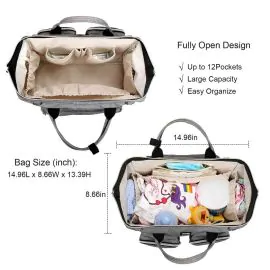 Fully Open Design
✓ Up to 12Pockets
✓ Large Capacity
✓ Easy Organize
14.96in
Bag Size (inch):
14.96L x 8.66W x 13.39H
8.66in